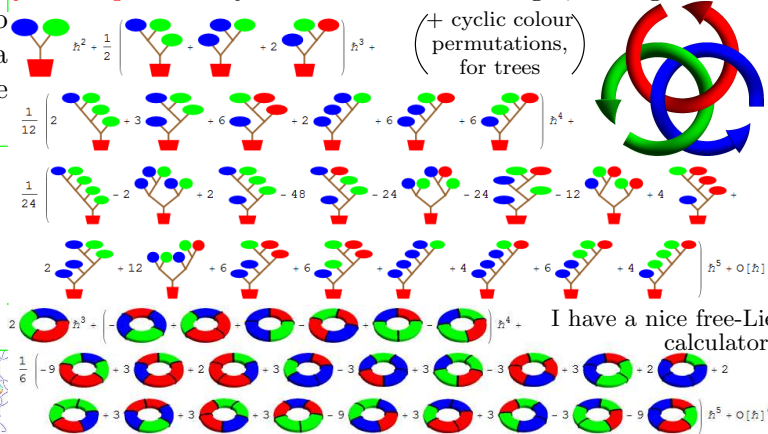 o
ℏ² + 1/2 ( + + 2 ) ℏ³ +
(+ cyclic colour
permutations,
for trees)
a
e
1/12 ( 2 + 3 + 6 + 2 + 6 + 6 ) ℏ⁴ +
1/24 ( − 2 + 2 − 48 − 24 − 24 − 12 + 4 +
2 + 12 + 6 + 6 + + 4 + 6 + 4 ) ℏ⁵ + O[ℏ]
2 ℏ³ + ( − + + − + − ) ℏ⁴ +
I have a nice free-Lie
calculator
1/6 ( −9 + 3 + 2 + 3 − 3 + 3 − 3 + 3 + 2 + 2
+ 3 + 3 + 3 − 9 + 3 + 3 − 3 − 9 ) ℏ⁵ + O[ℏ]